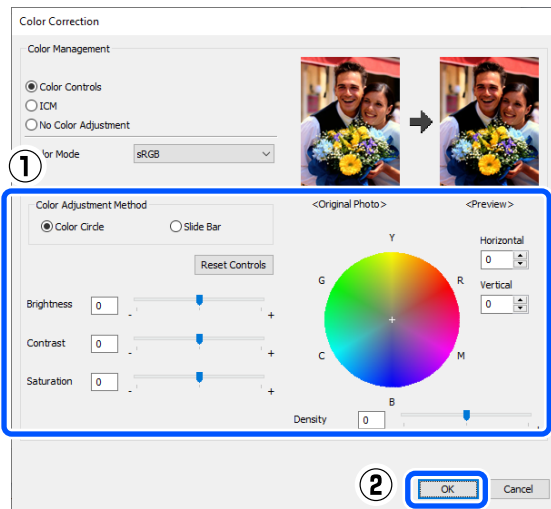 Color Correction
Color Management
Color Controls
ICM
No Color Adjustment
①
Color Mode sRGB
Color Adjustment Method
<Original Photo> <Preview>
Color Circle Slide Bar
Reset Controls
Y
Horizontal
0
G R
Vertical
0
Brightness 0 - +
Contrast 0 - +
C M
Saturation 0 - +
B
Density 0
② OK Cancel